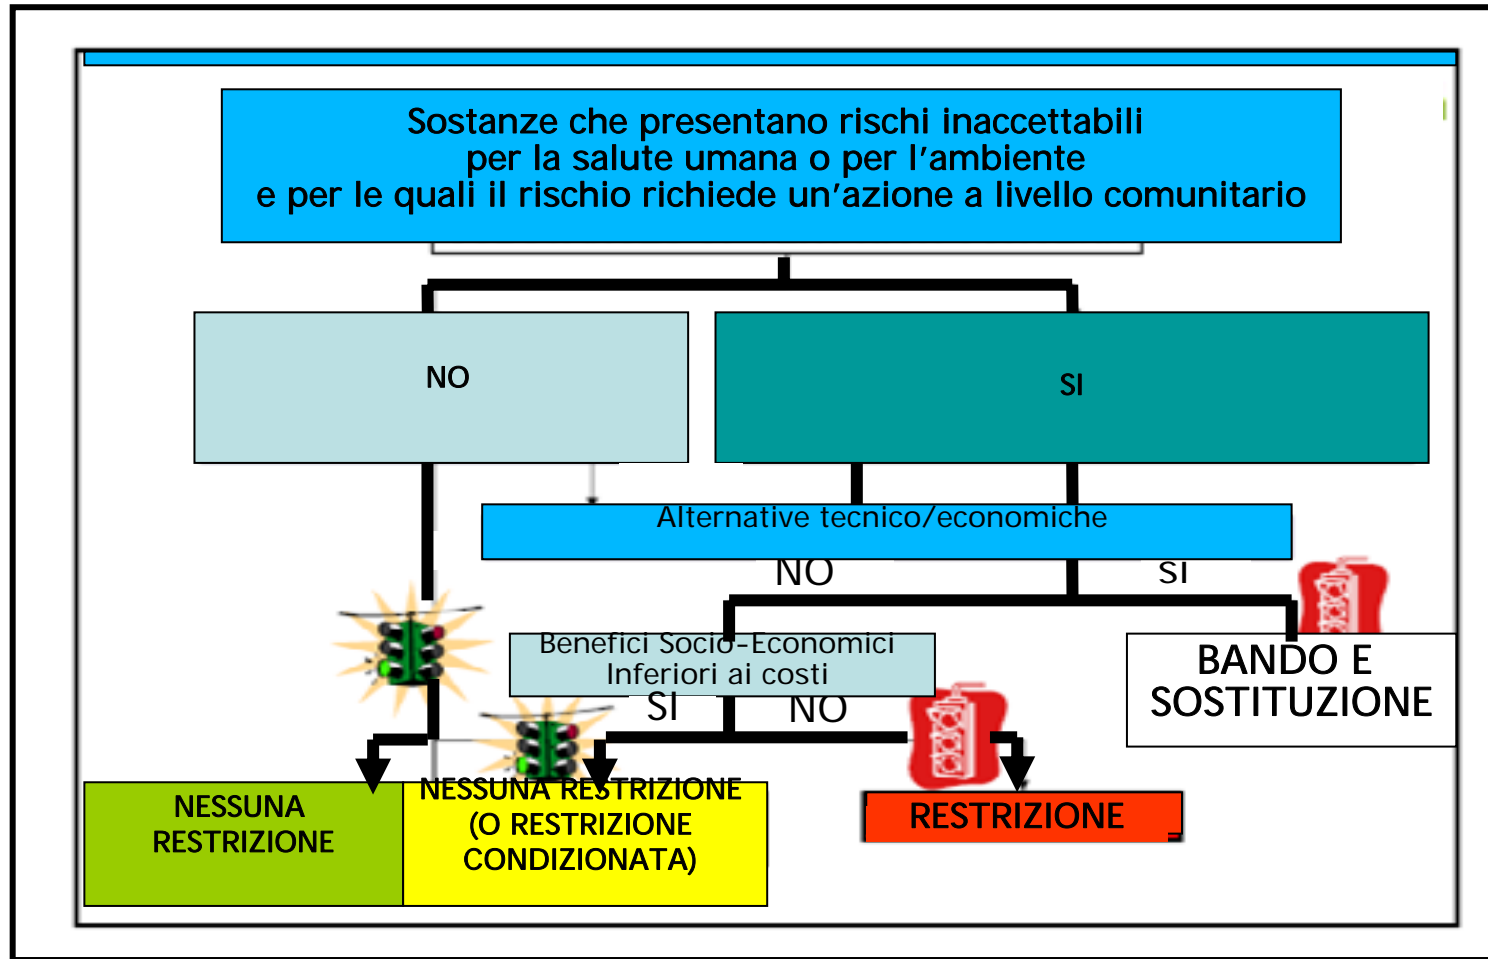 Sostanze che presentano rischi inaccettabili
per la salute umana o per l'ambiente
e per le quali il rischio richiede un'azione a livello comunitario
NO
SI
Alternative tecnico/economiche
NO
SI
Benefici Socio-Economici
Inferiori ai costi
SI
NO
BANDO E
SOSTITUZIONE
NESSUNA
RESTRIZIONE
NESSUNA RESTRIZIONE
(O RESTRIZIONE
CONDIZIONATA)
RESTRIZIONE